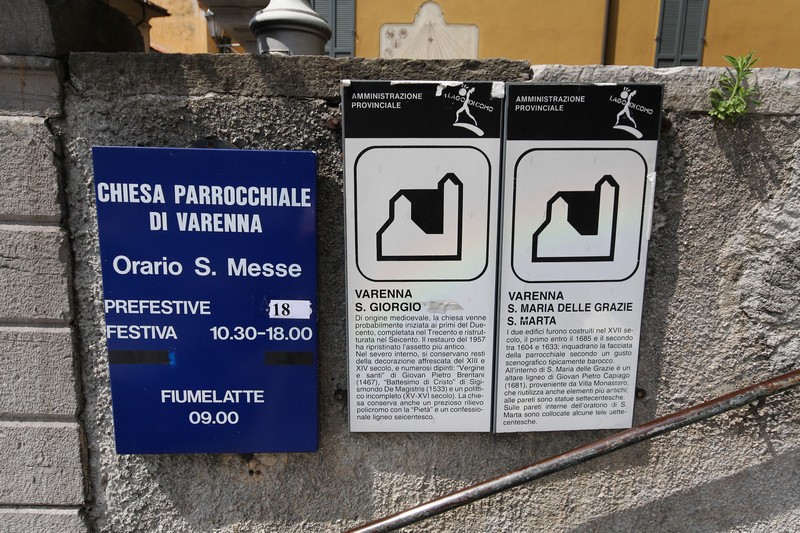 CHIESA PARROCCHIALE
DI VARENNA
Orario S. Messe
PREFESTIVE 18
FESTIVA 10.30-18.00
FIUMELATTE
09.00
AMMINISTRAZIONE
PROVINCIALE
LAGO DI COMO
VARENNA
S. GIORGIO
Di origine medioevale, la chiesa venne
probabilmente iniziata ai primi del Due-
cento, completata nel Trecento e ristrut-
turata nel Seicento. Il restauro del 1957
ha ripristinato l'assetto più antico.
Nel severo interno, si conservano resti
della decorazione affrescata del XIII e
XIV secolo, e numerosi dipinti: "Vergine
e santi" di Giovan Pietro Brentani
(1467), "Battesimo di Cristo" di Sigi-
smondo De Magistris (1533) e un politti-
co incompleto (XV-XVI secolo). La chie-
sa conserva anche un prezioso rilievo
policromo con la "Pietà" e un confessio-
nale ligneo seicentesco.
AMMINISTRAZIONE
PROVINCIALE
LAGO DI COMO
VARENNA
S. MARIA DELLE GRAZIE
S. MARTA
I due edifici furono costruiti nel XVII se-
colo, il primo entro il 1685 e il secondo
tra 1604 e 1633; inquadrano la facciata
della parrocchiale secondo un gusto
scenografico tipicamente barocco.
All'interno di S. Maria delle Grazie è un
altare ligneo di Giovan Pietro Capiago
(1681), proveniente da Villa Monastero,
che riutilizza anche elementi più antichi;
alle pareti sono statue settecentesche.
Sulle pareti interne dell'oratorio di S.
Marta sono collocate alcune tele sette-
centesche.